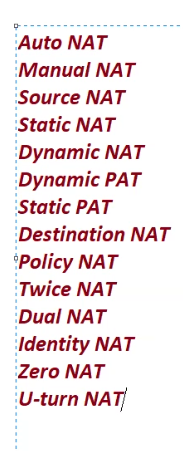 Auto NAT
Manual NAT
Source NAT
Static NAT
Dynamic NAT
Dynamic PAT
Static PAT
Destination NAT
Policy NAT
Twice NAT
Dual NAT
Identity NAT
Zero NAT
U-turn NAT